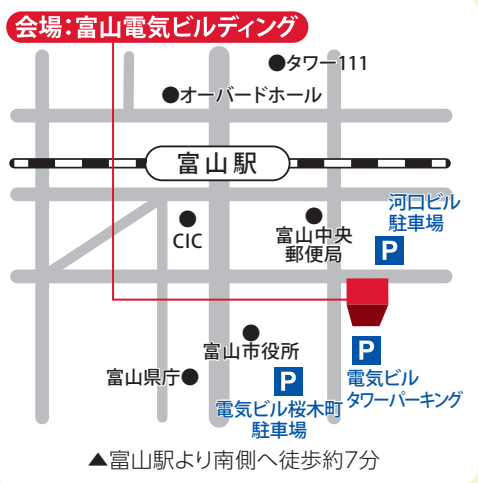 会場:富山電気ビルディング
●タワー111
●オーバードホール
富山駅
河口ビル
駐車場
P
CIC
富山中央
郵便局
富山市役所
富山県庁●
P
電気ビル
タワーパーキング
P
電気ビル桜木町
駐車場
▲富山駅より南側へ徒歩約7分